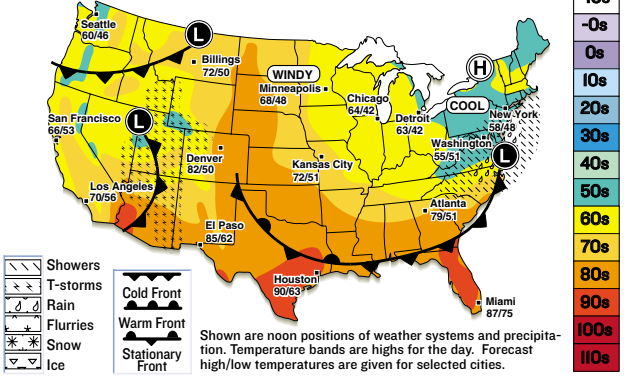 Seattle
60/46
L
Billings
72/50
WINDY
Minneapolis
68/48
H
Chicago
64/42
Detroit
63/42
COOL
New York
58/48
San Francisco
66/53
L
Washington
55/51
L
Denver
82/50
Kansas City
72/51
Los Angeles
70/56
Atlanta
79/51
El Paso
85/62
Houston
90/63
Miami
87/75
Showers
T-storms
Rain
Flurries
Snow
Ice
Cold Front
Warm Front
Stationary
Front
Shown are noon positions of weather systems and precipita-
tion. Temperature bands are highs for the day. Forecast
high/low temperatures are given for selected cities.
-0s
0s
10s
20s
30s
40s
50s
60s
70s
80s
90s
100s
110s